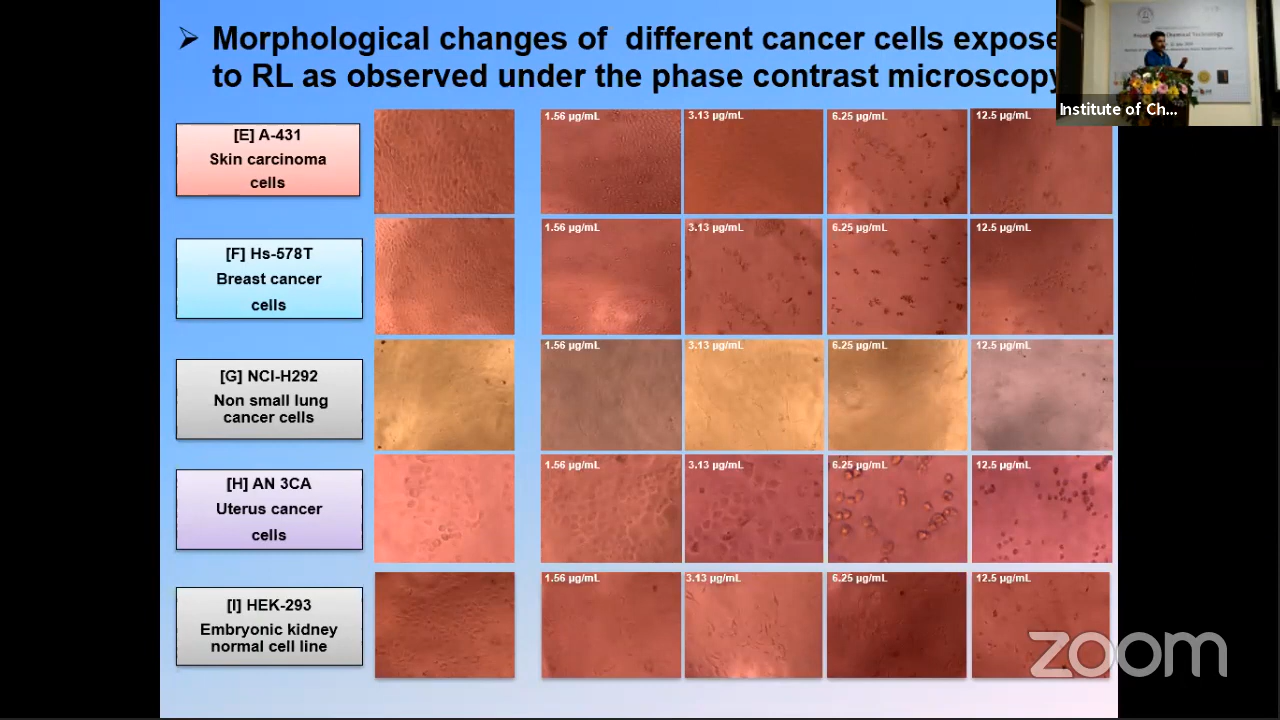 Morphological changes of different cancer cells expose
to RL as observed under the phase contrast microscopy
Institute of Ch...
[E] A-431
Skin carcinoma
cells
1.56 µg/mL
3.13 µg/mL
6.25 µg/mL
12.5 µg/mL
[F] Hs-578T
Breast cancer
cells
1.56 µg/mL
3.13 µg/mL
6.25 µg/mL
12.5 µg/mL
[G] NCI-H292
Non small lung
cancer cells
1.56 µg/mL
3.13 µg/mL
6.25 µg/mL
12.5 µg/mL
[H] AN 3CA
Uterus cancer
cells
1.56 µg/mL
3.13 µg/mL
6.25 µg/mL
12.5 µg/mL
[I] HEK-293
Embryonic kidney
normal cell line
1.56 µg/mL
3.13 µg/mL
6.25 µg/mL
12.5 µg/mL
zoom